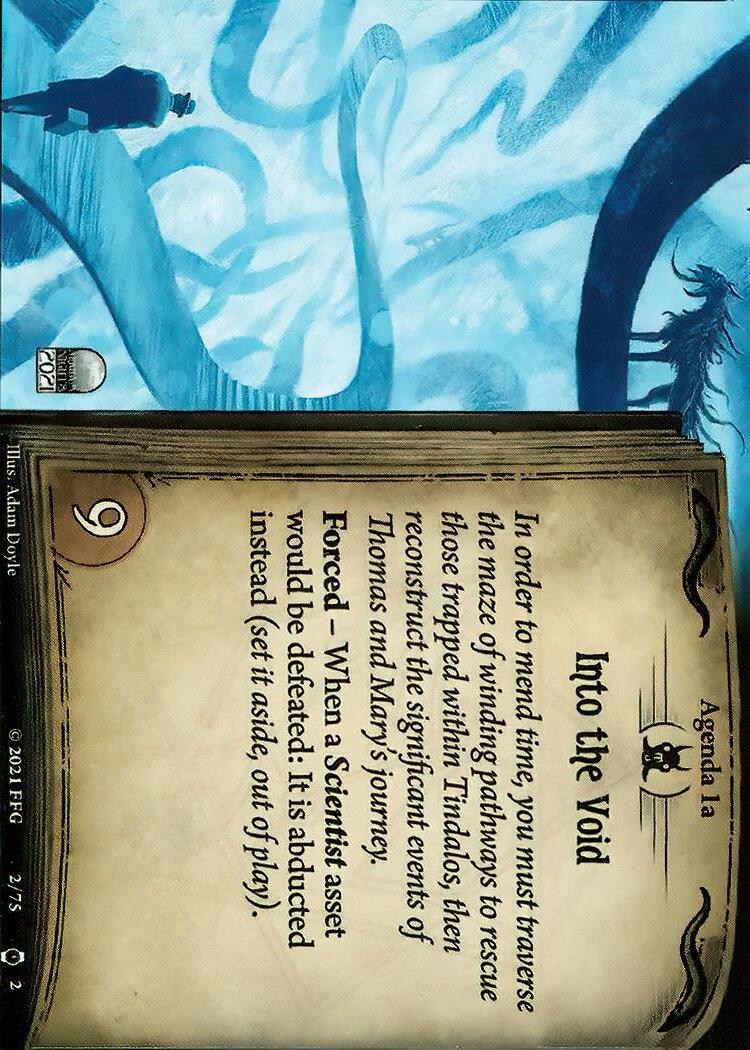 Agenda 1a
Into the Void
In order to mend time, you must traverse
the maze of winding pathways to rescue
those trapped within Tindalos, then
reconstruct the significant events of
Thomas and Mary's journey.
Forced – When a Scientist asset
would be defeated: It is abducted
instead (set it aside, out of play).
9
NIGHTS
2021
Illus. Adam Doyle
© 2021 FFG
2/75
2